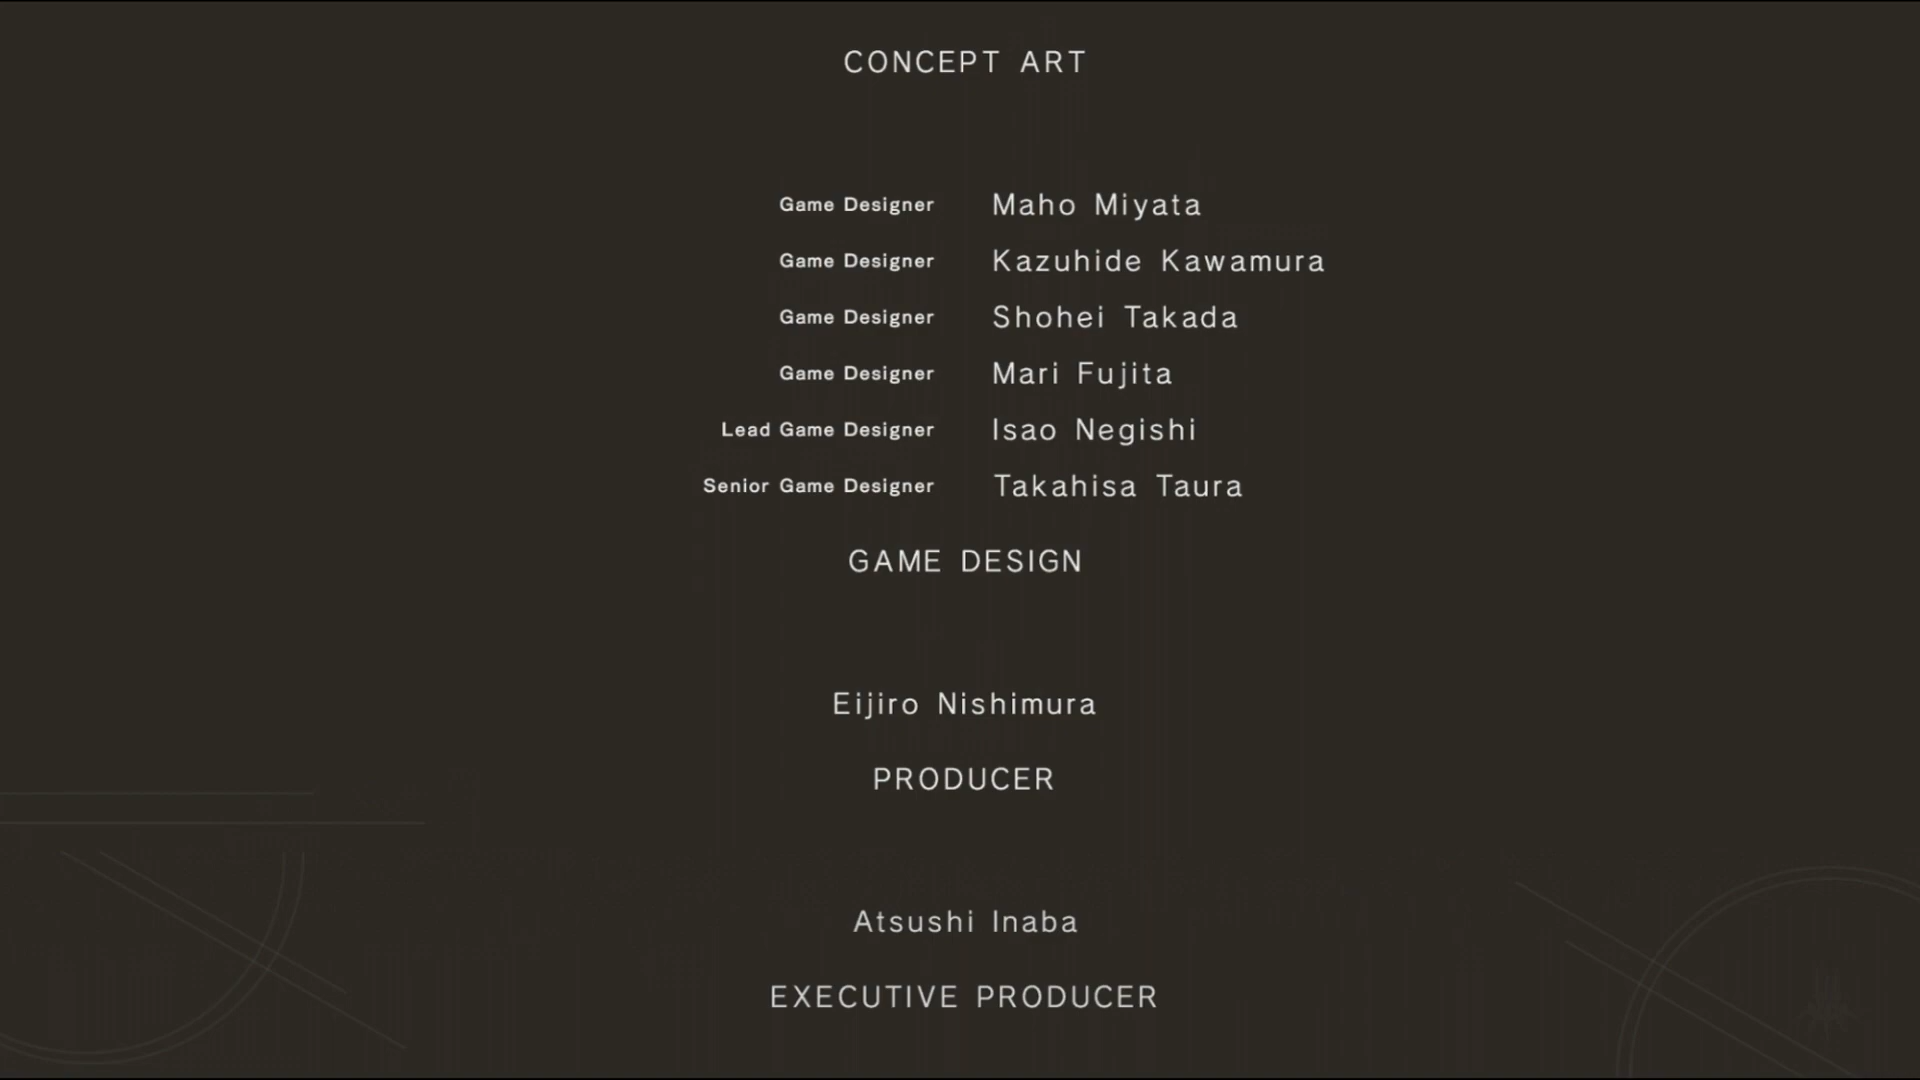 CONCEPT ART
Game Designer Maho Miyata
Game Designer Kazuhide Kawamura
Game Designer Shohei Takada
Game Designer Mari Fujita
Lead Game Designer Isao Negishi
Senior Game Designer Takahisa Taura
GAME DESIGN
Eijiro Nishimura
PRODUCER
Atsushi Inaba
EXECUTIVE PRODUCER